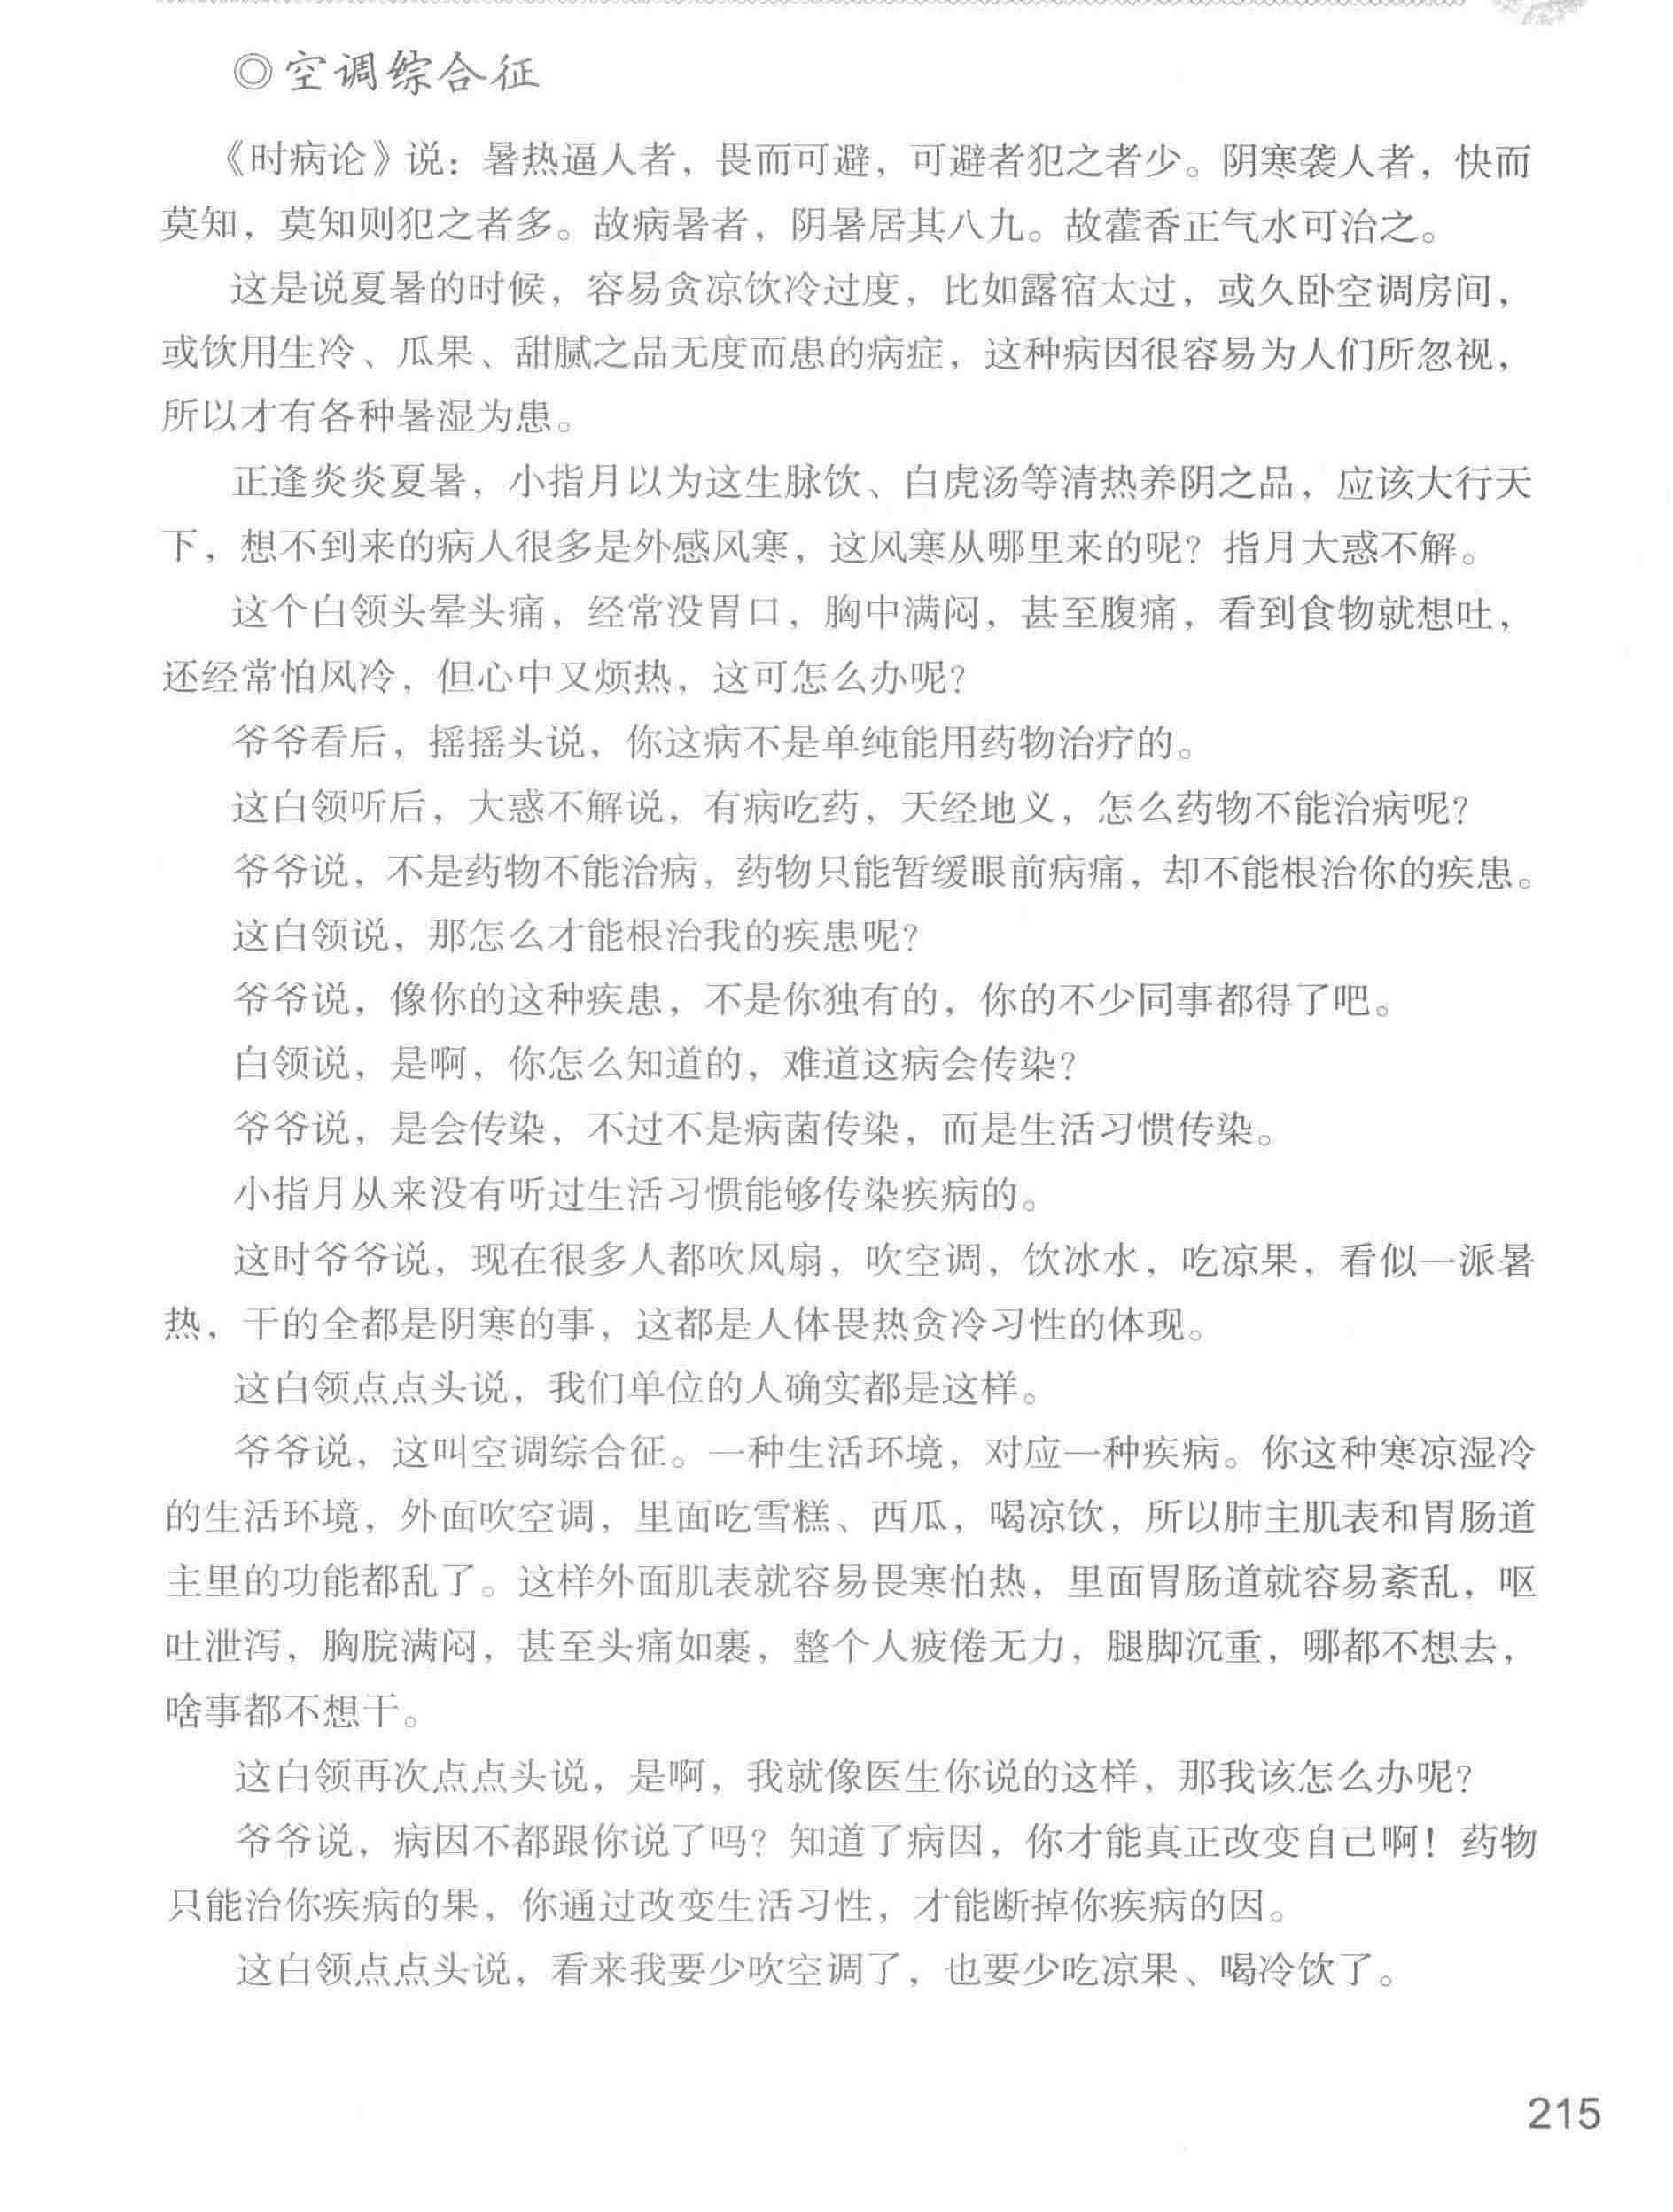 ◎空调综合征
《时病论》说：暑热逼人者，畏而可避，可避者犯之者少。阴寒袭人者，快而
莫知，莫知则犯之者多。故病暑者，阴暑居其八九。故藿香正气水可治之。
这是说夏暑的时候，容易贪凉饮冷过度，比如露宿太过，或久卧空调房间，
或饮用生冷、瓜果、甜腻之品无度而患的病症，这种病因很容易为人们所忽视，
所以才有各种暑湿为患。
正逢炎炎夏暑，小指月以为这生脉饮、白虎汤等清热养阴之品，应该大行天
下，想不到来的病人很多是外感风寒，这风寒从哪里来的呢？指月大惑不解。
这个白领头晕头痛，经常没胃口，胸中满闷，甚至腹痛，看到食物就想吐，
还经常怕风冷，但心中又烦热，这可怎么办呢？
爷爷看后，摇摇头说，你这病不是单纯能用药物治疗的。
这白领听后，大惑不解说，有病吃药，天经地义，怎么药物不能治病呢？
爷爷说，不是药物不能治病，药物只能暂缓眼前病痛，却不能根治你的疾患。
这白领说，那怎么才能根治我的疾患呢？
爷爷说，像你的这种疾患，不是你独有的，你的不少同事都得了吧。
白领说，是啊，你怎么知道的，难道这病会传染？
爷爷说，是会传染，不过不是病菌传染，而是生活习惯传染。
小指月从来没有听过生活习惯能够传染疾病的。
这时爷爷说，现在很多人都吹风扇，吹空调，饮冰水，吃凉果，看似一派暑
热，干的全都是阴寒的事，这都是人体畏热贪冷习性的体现。
这白领点点头说，我们单位的人确实都是这样。
爷爷说，这叫空调综合征。一种生活环境，对应一种疾病。你这种寒凉湿冷
的生活环境，外面吹空调，里面吃雪糕、西瓜，喝凉饮，所以肺主肌表和胃肠道
主里的功能都乱了。这样外面肌表就容易畏寒怕热，里面胃肠道就容易紊乱，呕
吐泄泻，胸脘满闷，甚至头痛如裹，整个人疲倦无力，腿脚沉重，哪都不想去，
啥事都不想干。
这白领再次点点头说，是啊，我就像医生你说的这样，那我该怎么办呢？
爷爷说，病因不都跟你说了吗？知道了病因，你才能真正改变自己啊！药物
只能治你疾病的果，你通过改变生活习性，才能断掉你疾病的因。
这白领点点头说，看来我要少吹空调了，也要少吃凉果、喝冷饮了。
215